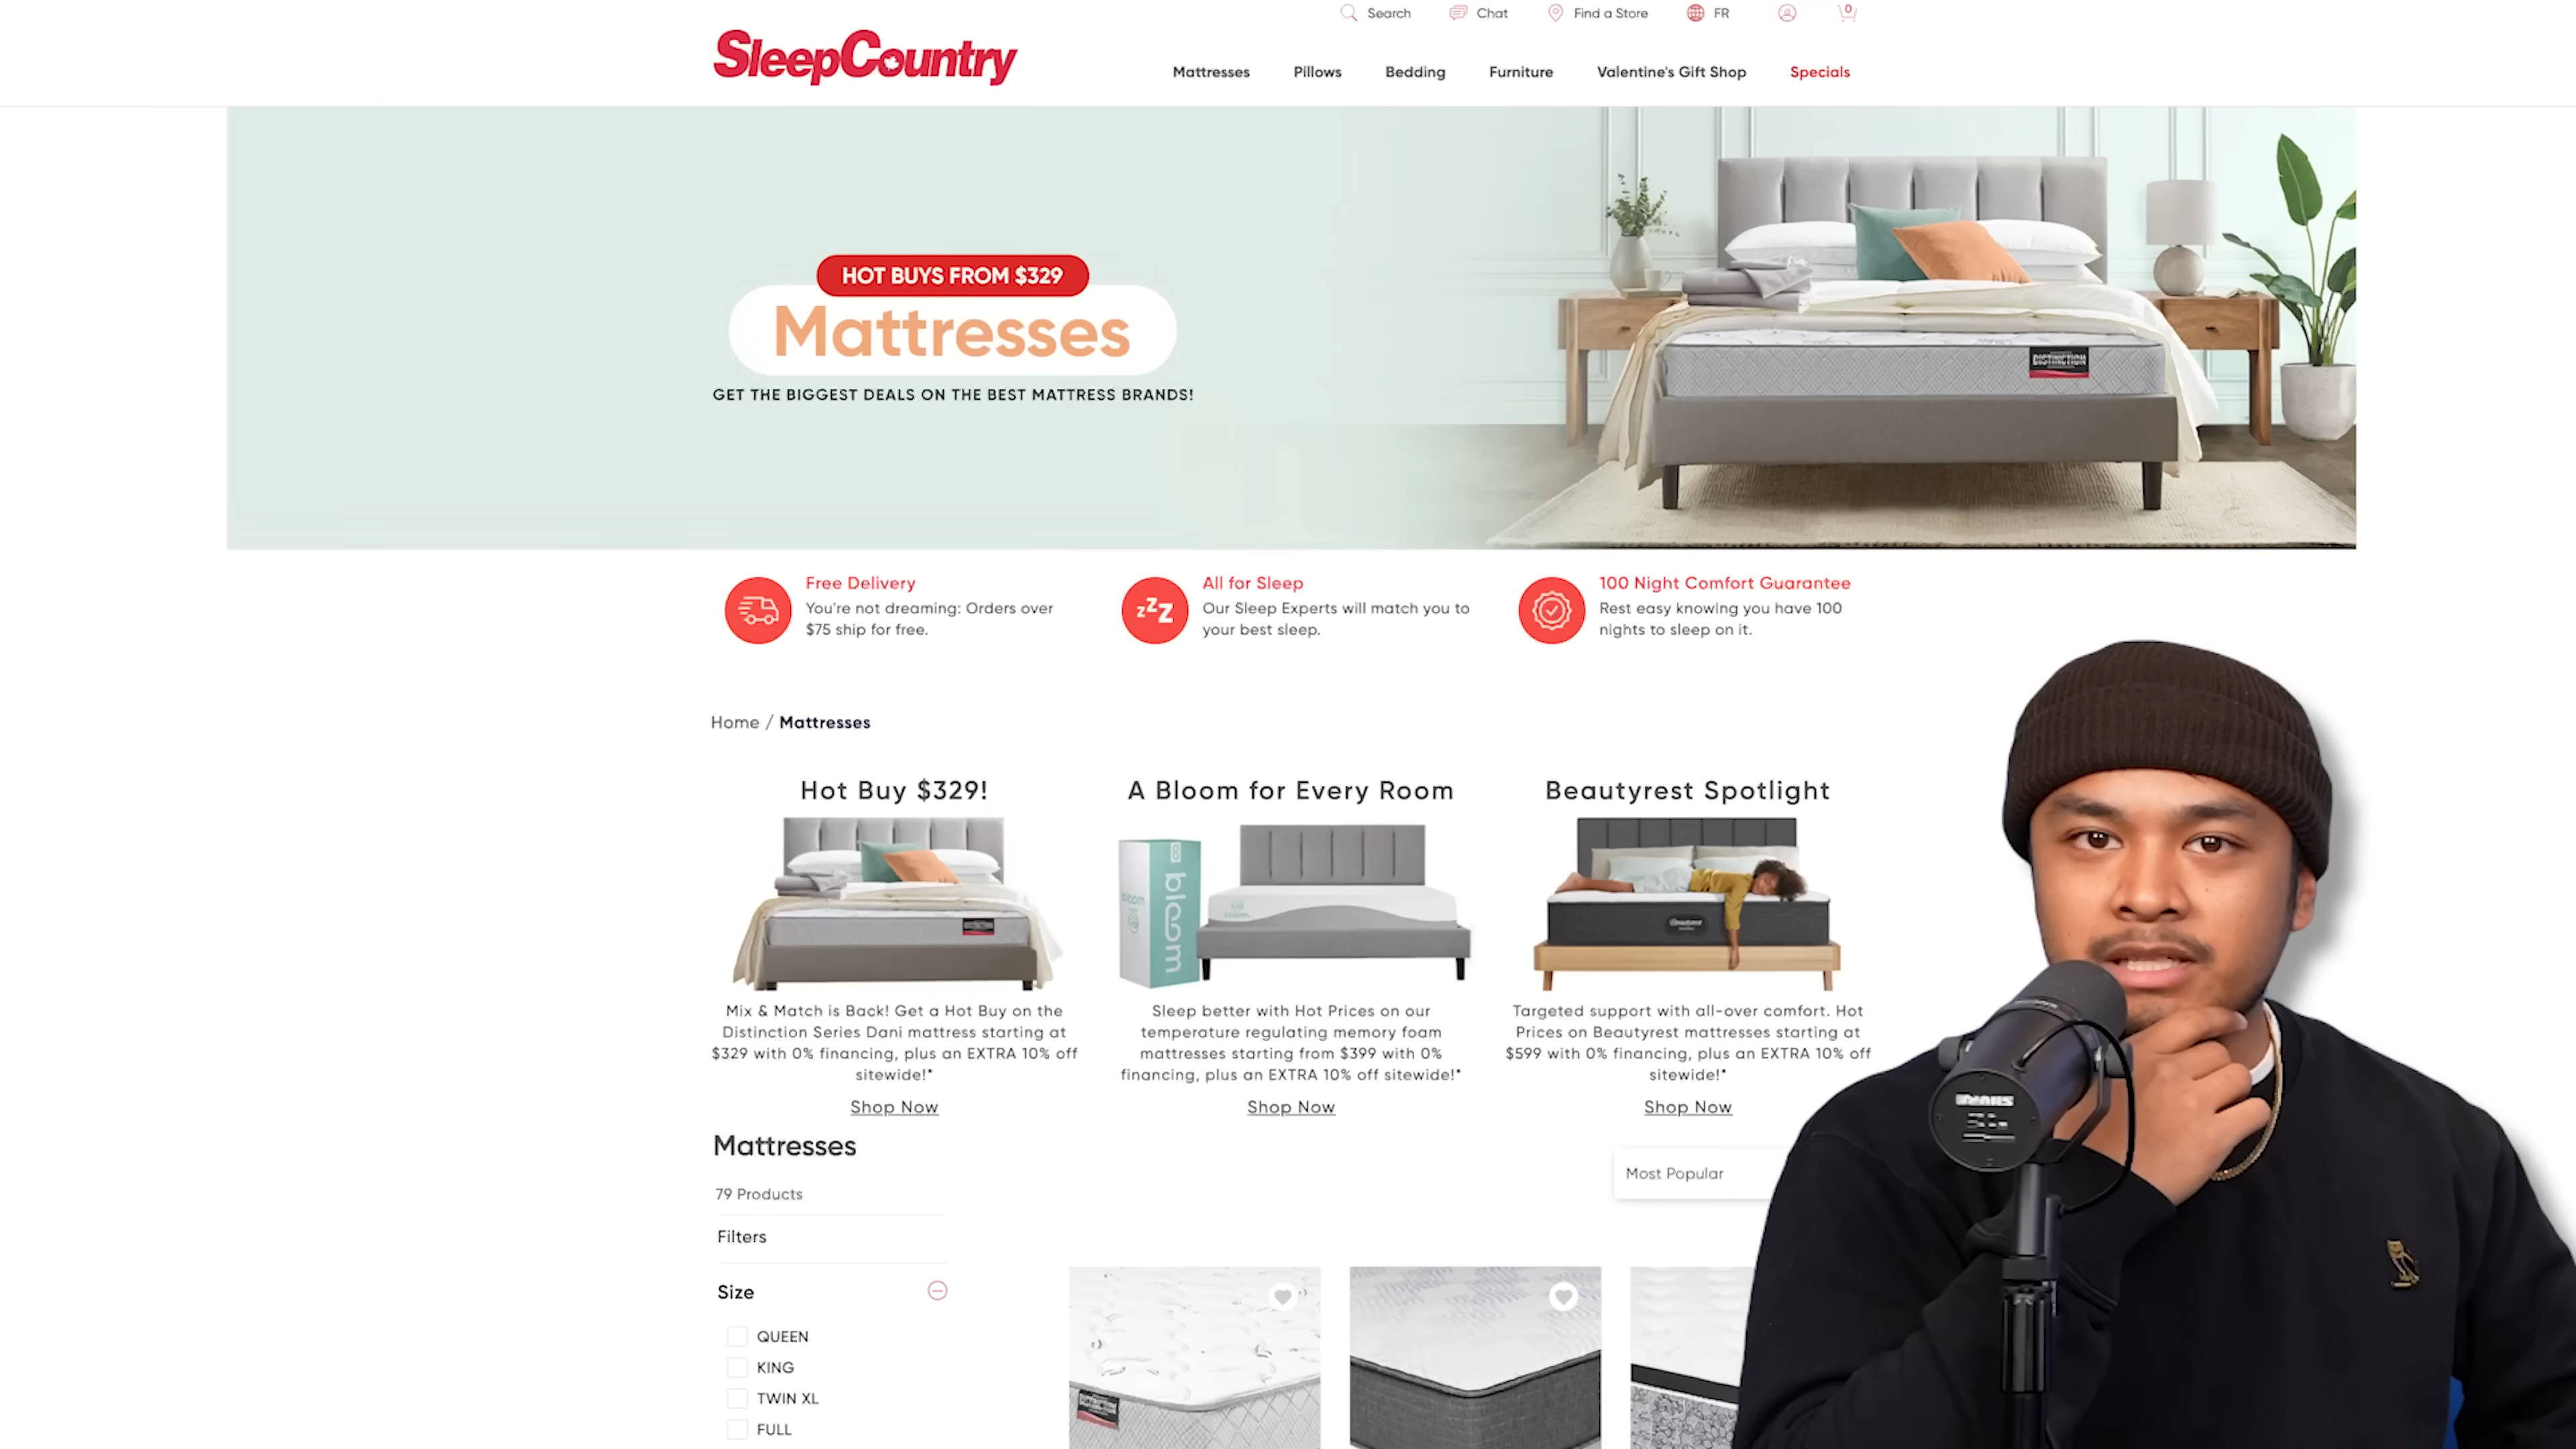 Search
Chat
Find a Store
FR
0
SleepCountry
Mattresses
Pillows
Bedding
Furniture
Valentine's Gift Shop
Specials
HOT BUYS FROM $329
Mattresses
GET THE BIGGEST DEALS ON THE BEST MATTRESS BRANDS!
DISTINCTION
Free Delivery
You're not dreaming: Orders over
$75 ship for free.
zzZ
All for Sleep
Our Sleep Experts will match you to
your best sleep.
100 Night Comfort Guarantee
Rest easy knowing you have 100
nights to sleep on it.
Home / Mattresses
Hot Buy $329!
Mix & Match is Back! Get a Hot Buy on the
Distinction Series Dani mattress starting at
$329 with 0% financing, plus an EXTRA 10% off
sitewide!*
Shop Now
A Bloom for Every Room
bloom
bloom
Sleep better with Hot Prices on our
temperature regulating memory foam
mattresses starting from $399 with 0%
financing, plus an EXTRA 10% off sitewide!*
Shop Now
Beautyrest Spotlight
Beautyrest
Targeted support with all-over comfort. Hot
Prices on Beautyrest mattresses starting at
$599 with 0% financing, plus an EXTRA 10% off
sitewide!*
Shop Now
Mattresses
79 Products
Most Popular
Filters
Size
QUEEN
KING
TWIN XL
FULL